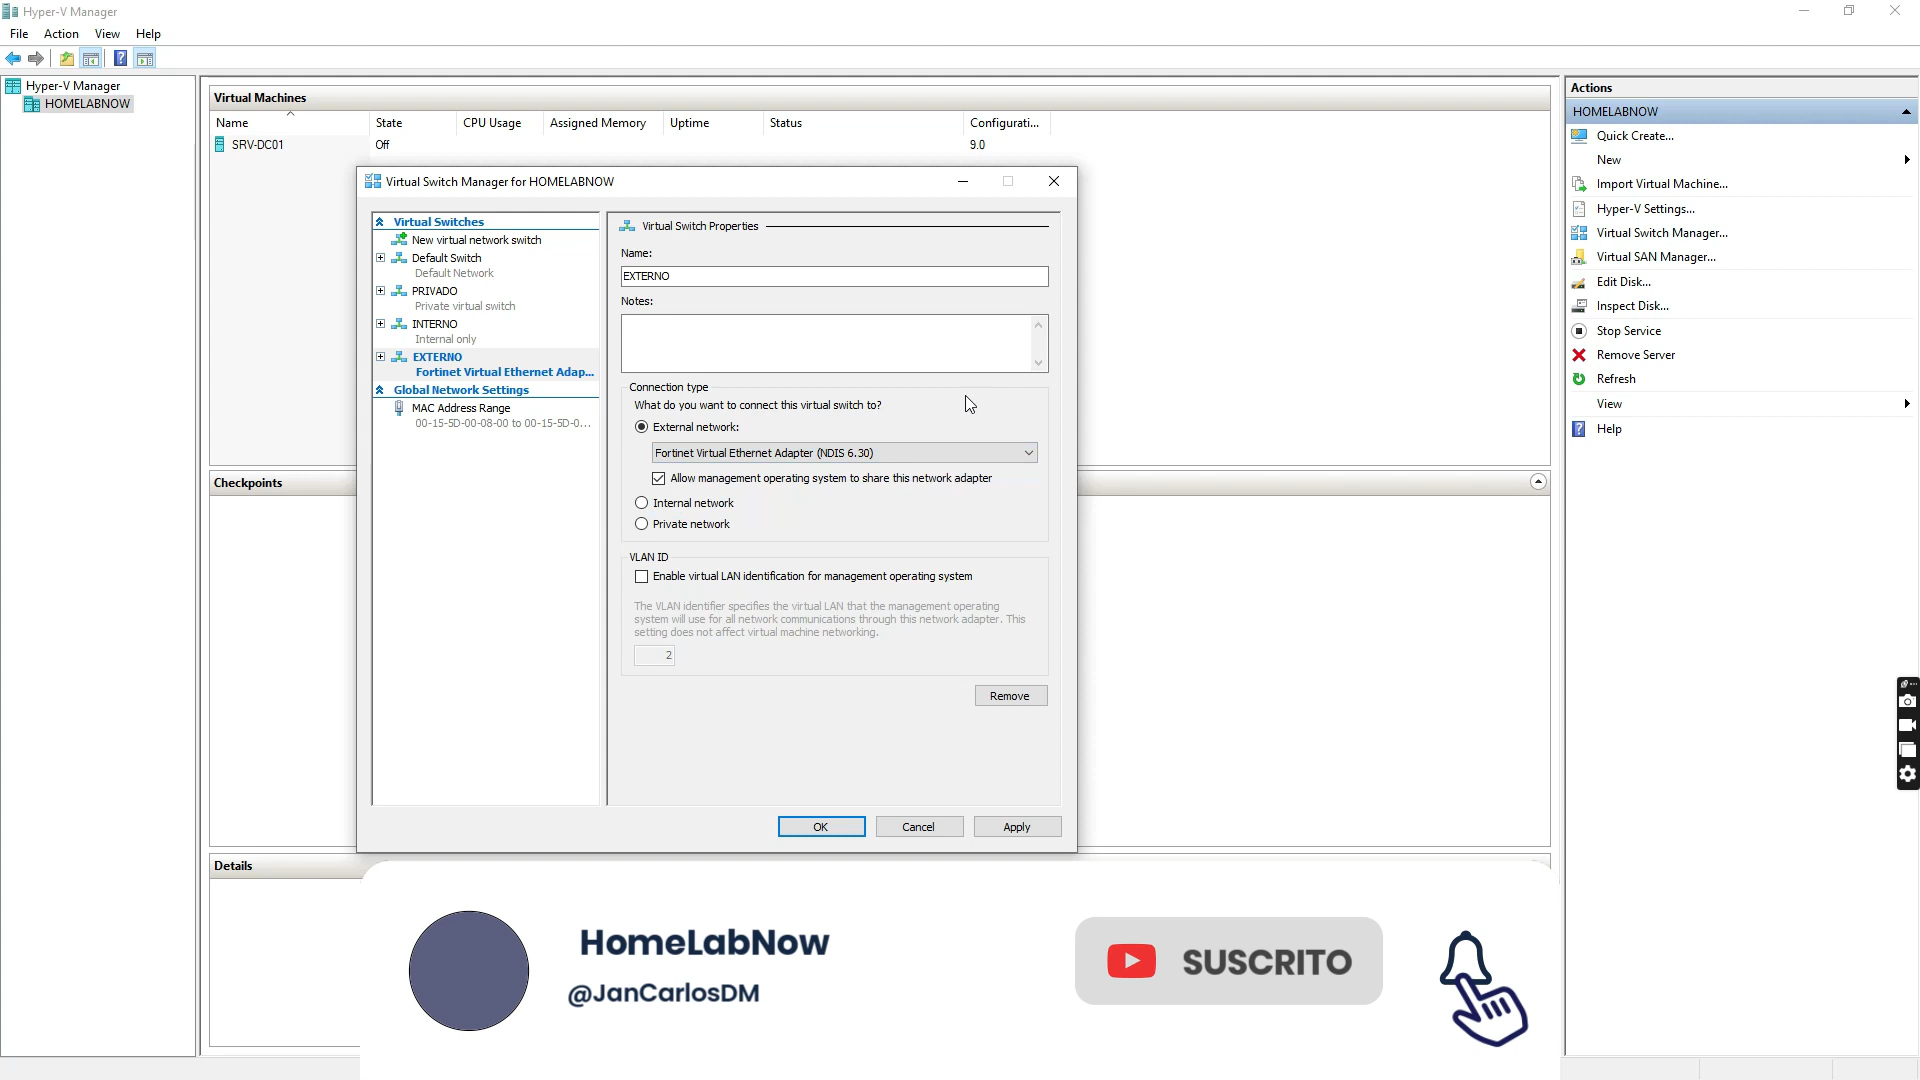 Hyper-V Manager
File Action View Help
Hyper-V Manager
HOMELABNOW
Virtual Machines
Name State CPU Usage Assigned Memory Uptime Status Configurati...
SRV-DC01 Off 9.0
Virtual Switch Manager for HOMELABNOW
Virtual Switches
New virtual network switch
Default Switch
Default Network
PRIVADO
Private virtual switch
INTERNO
Internal only
EXTERNO
Fortinet Virtual Ethernet Adap...
Global Network Settings
MAC Address Range
00-15-5D-00-08-00 to 00-15-5D-0...
Virtual Switch Properties
Name:
EXTERNO
Notes:
Connection type
What do you want to connect this virtual switch to?
External network:
Fortinet Virtual Ethernet Adapter (NDIS 6.30)
Allow management operating system to share this network adapter
Internal network
Private network
VLAN ID
Enable virtual LAN identification for management operating system
The VLAN identifier specifies the virtual LAN that the management operating
system will use for all network communications through this network adapter. This
setting does not affect virtual machine networking.
2
Remove
OK Cancel Apply
Checkpoints
Details
Actions
HOMELABNOW
Quick Create...
New
Import Virtual Machine...
Hyper-V Settings...
Virtual Switch Manager...
Virtual SAN Manager...
Edit Disk...
Inspect Disk...
Stop Service
Remove Server
Refresh
View
Help
HomeLabNow
@JanCarlosDM
SUSCRITO